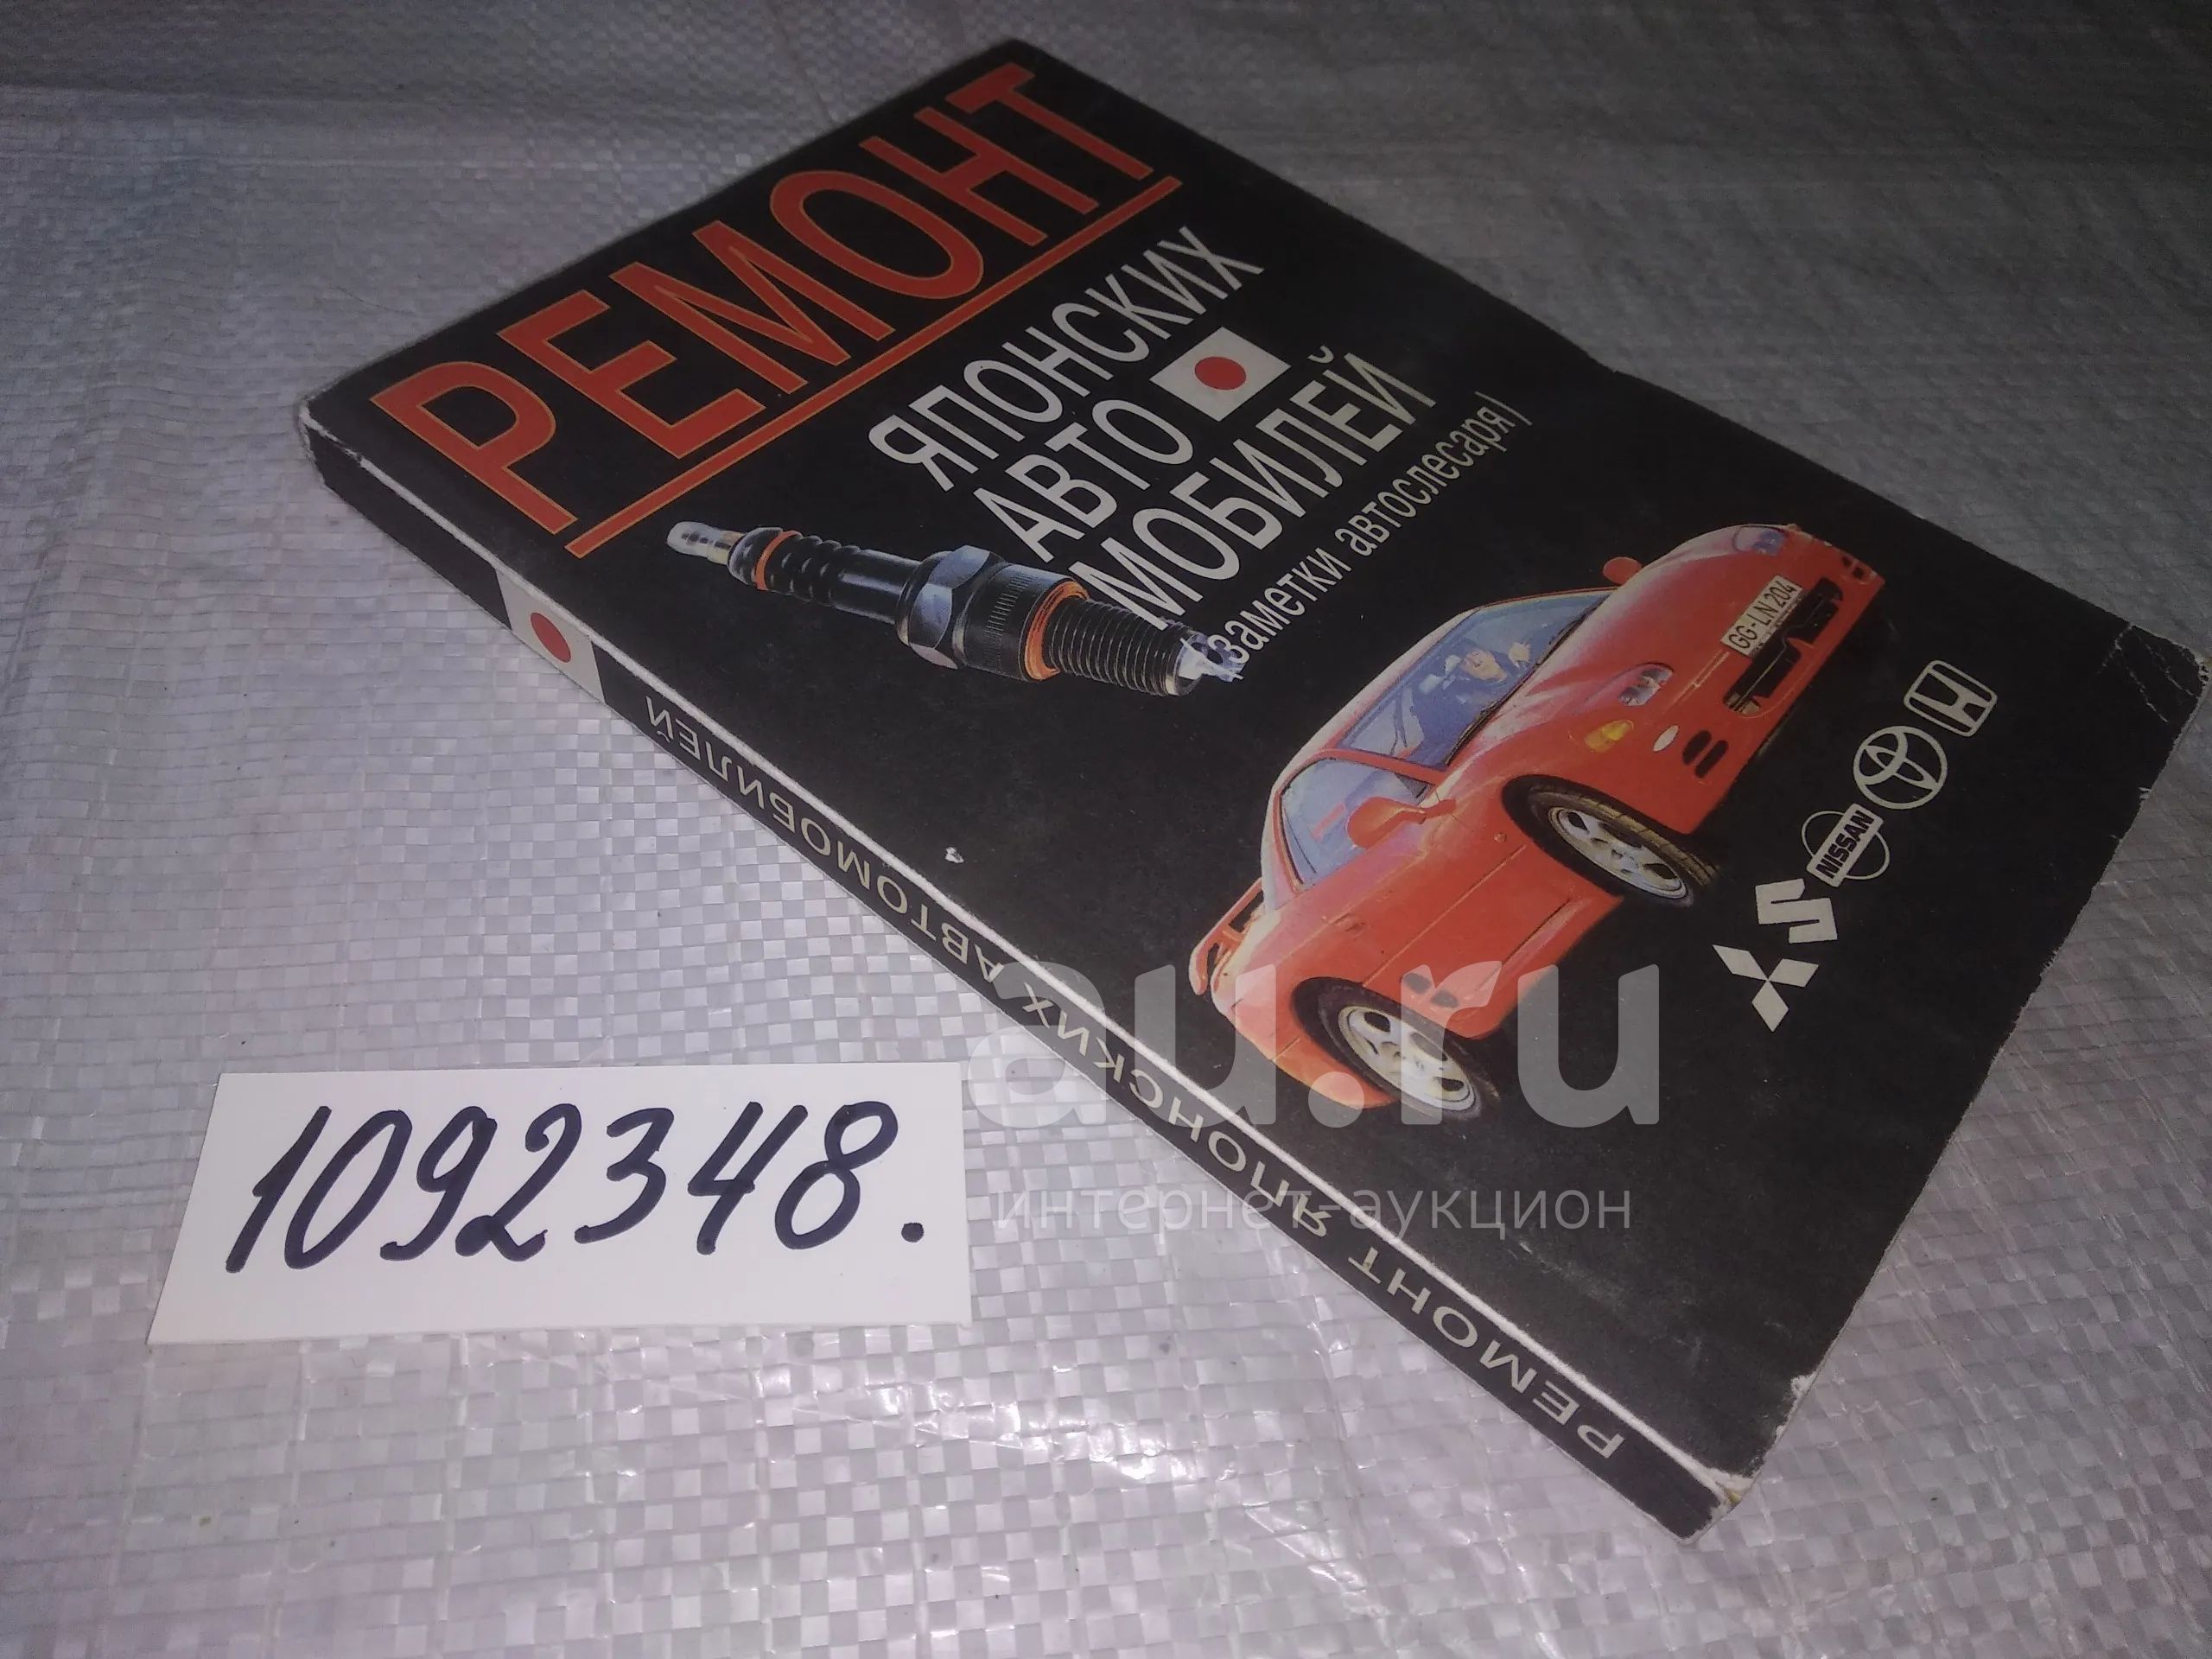 РЕМОНТ
ЯПОНСКИХ
АВТО
МОБИЛЕЙ
(заметки автослесаря)
GG-LN 204
NISSAN
РЕМОНТ ЯПОНСКИХ АВТОМОБИЛЕЙ
1092348.
au.ru
интернет-аукцион